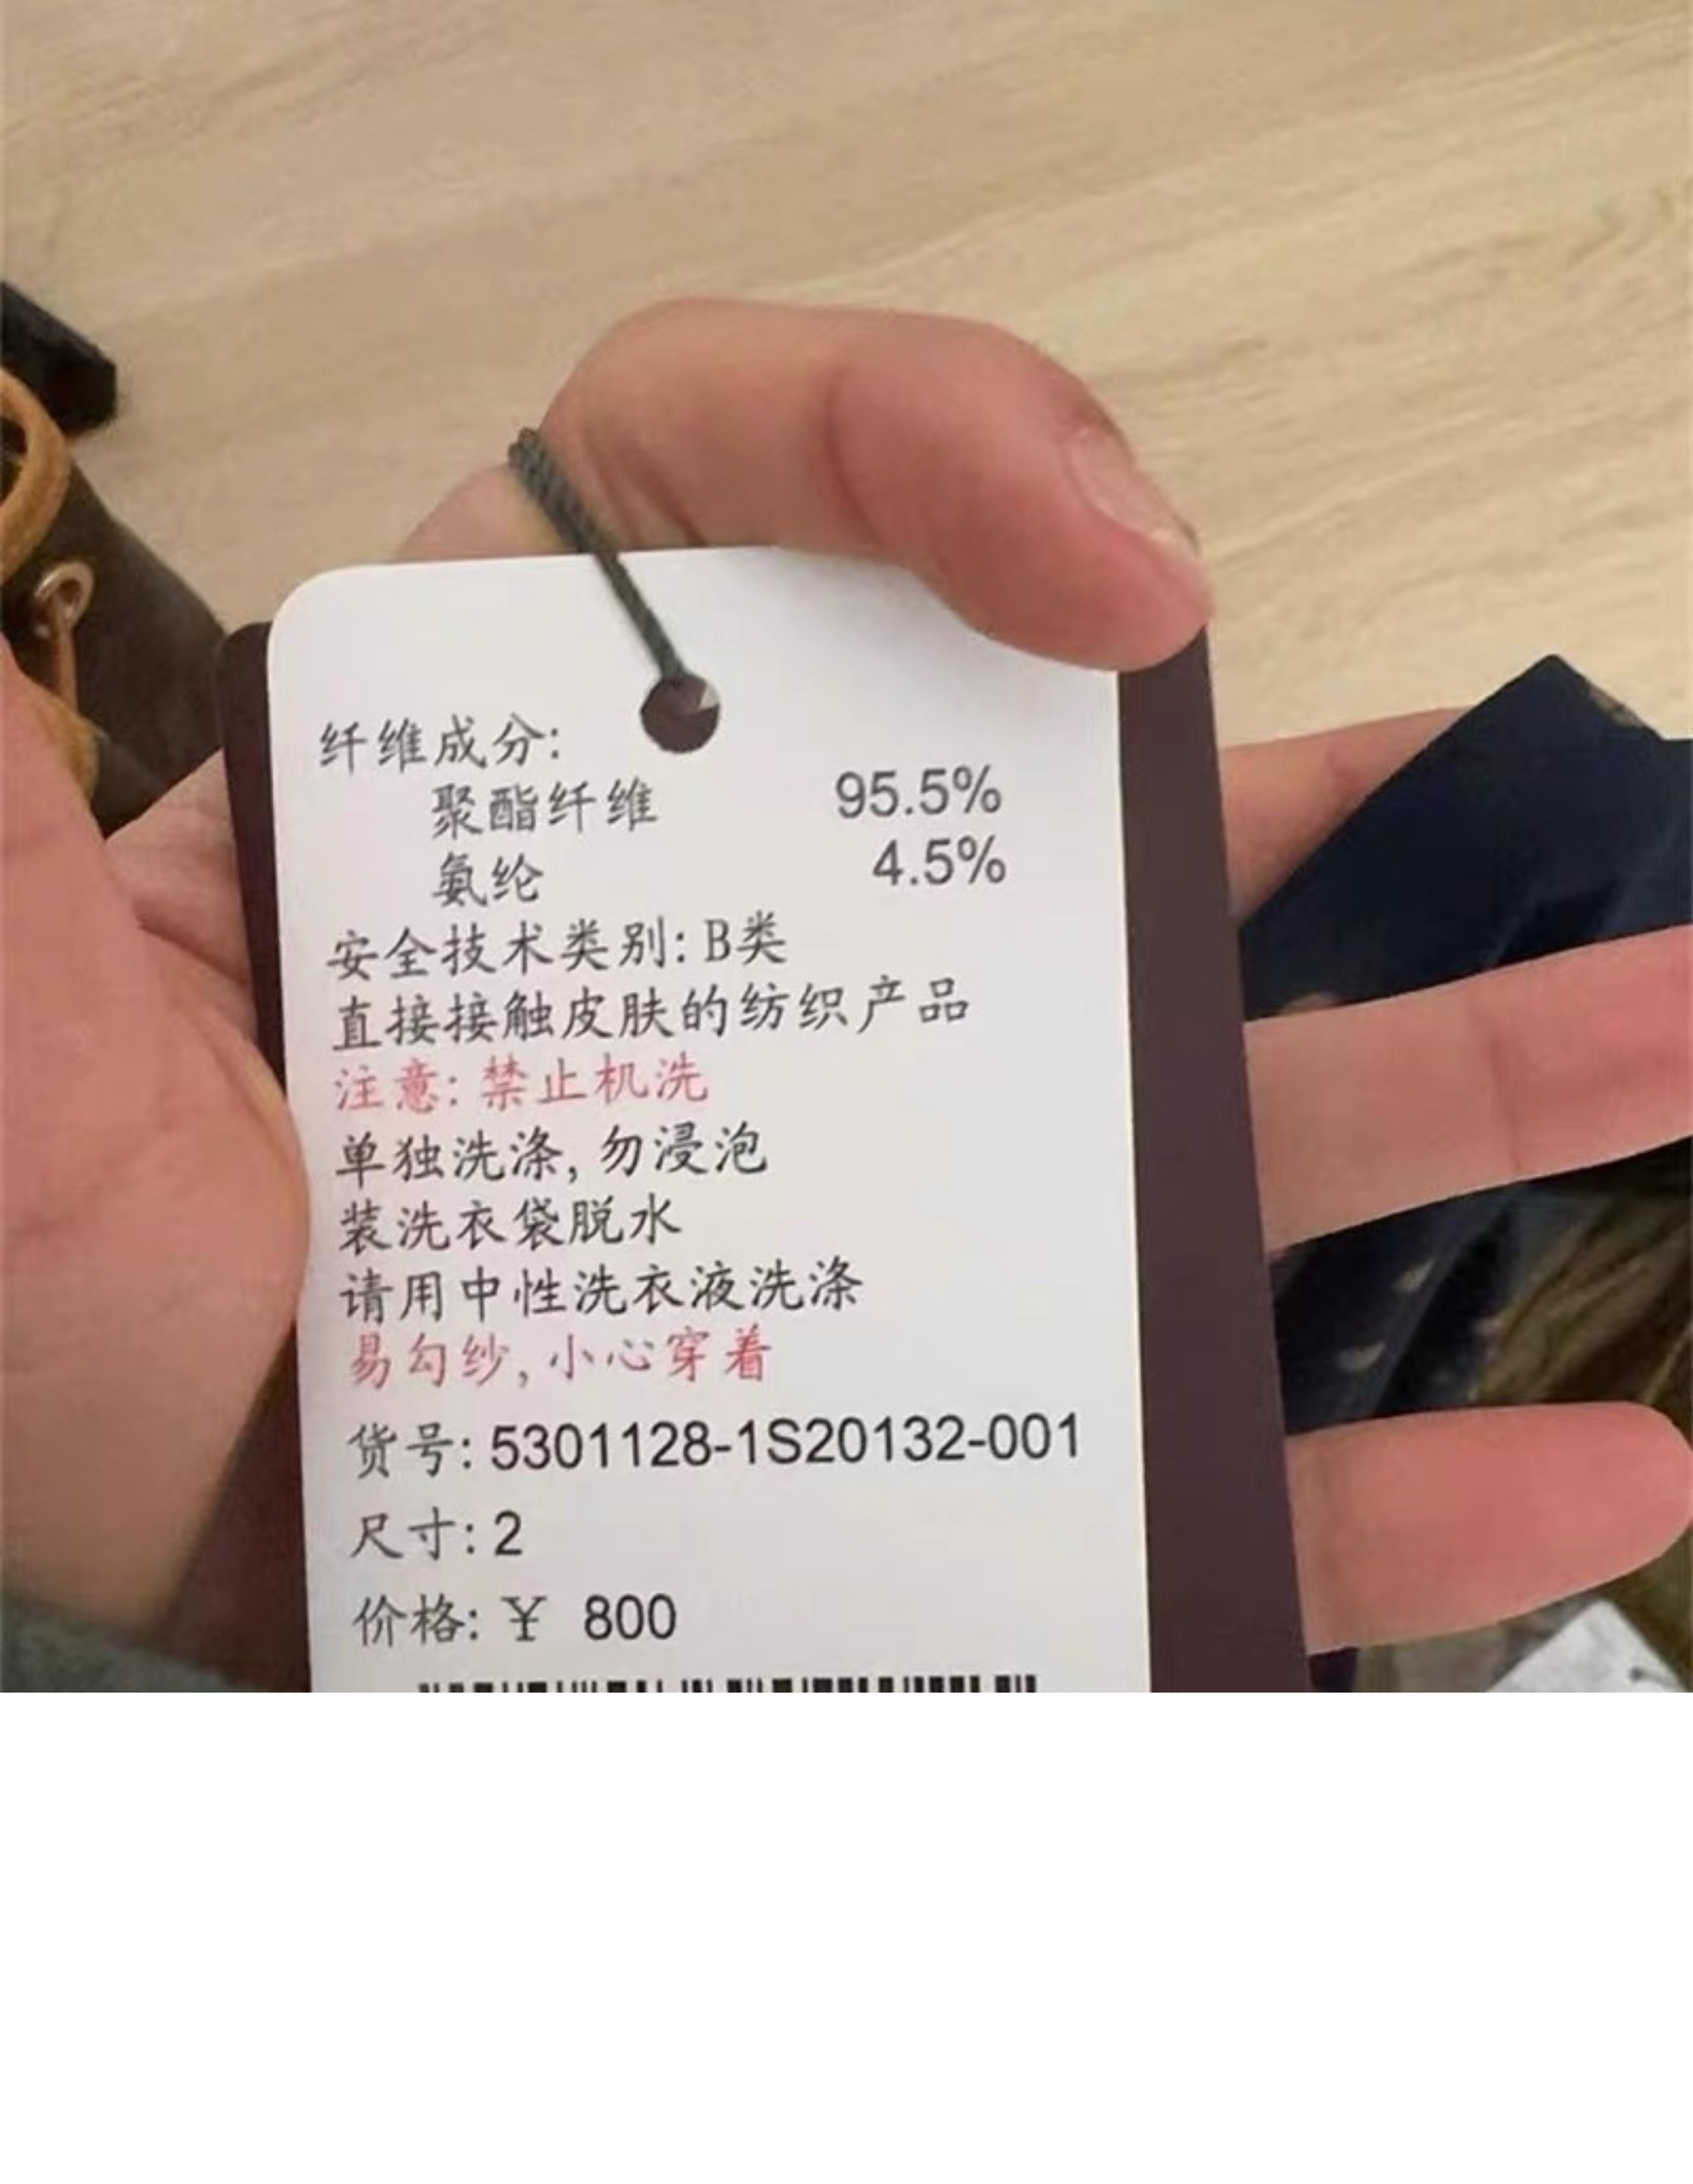 纤维成分:
聚酯纤维 95.5%
氨纶 4.5%
安全技术类别: B类
直接接触皮肤的纺织产品
注意: 禁止机洗
单独洗涤, 勿浸泡
装洗衣袋脱水
请用中性洗衣液洗涤
易勾纱, 小心穿着
货号: 5301128-1S20132-001
尺寸: 2
价格: ¥ 800